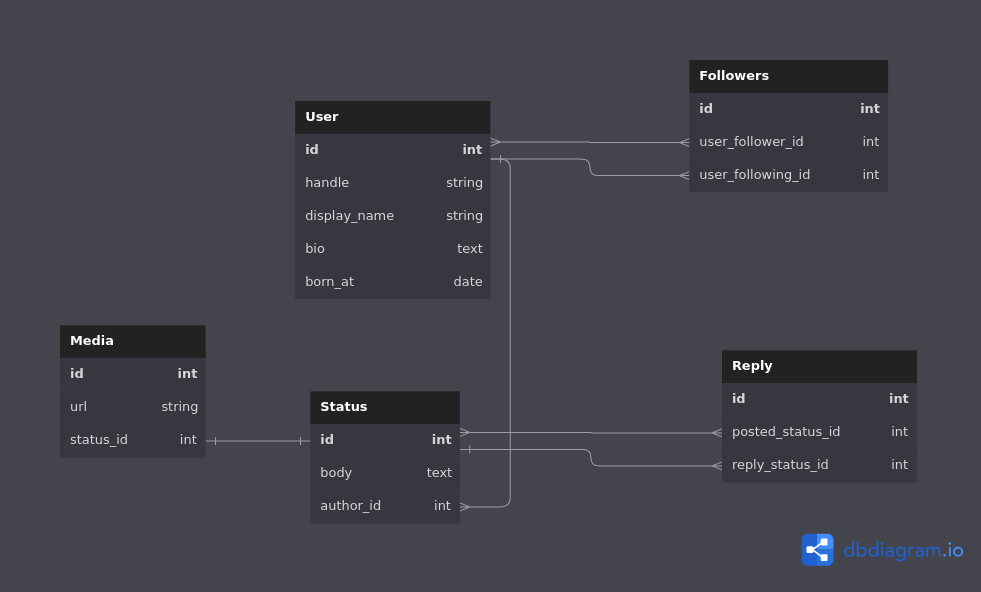 User
id int
handle string
display_name string
bio text
born_at date
Followers
id int
user_follower_id int
user_following_id int
Media
id int
url string
status_id int
Status
id int
body text
author_id int
Reply
id int
posted_status_id int
reply_status_id int
dbdiagram.io